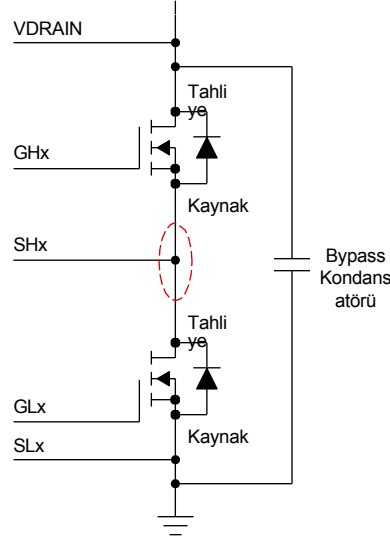 VDRAIN
Tahli
ye
GHx
Kaynak
SHx
Bypass
Kondans
atörü
Tahli
ye
GLx
Kaynak
SLx